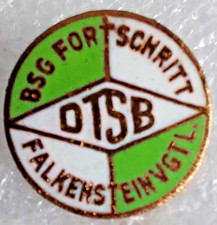 BSG FORTSCHRITT
DTSB
FALKENSTEIN VGTL.